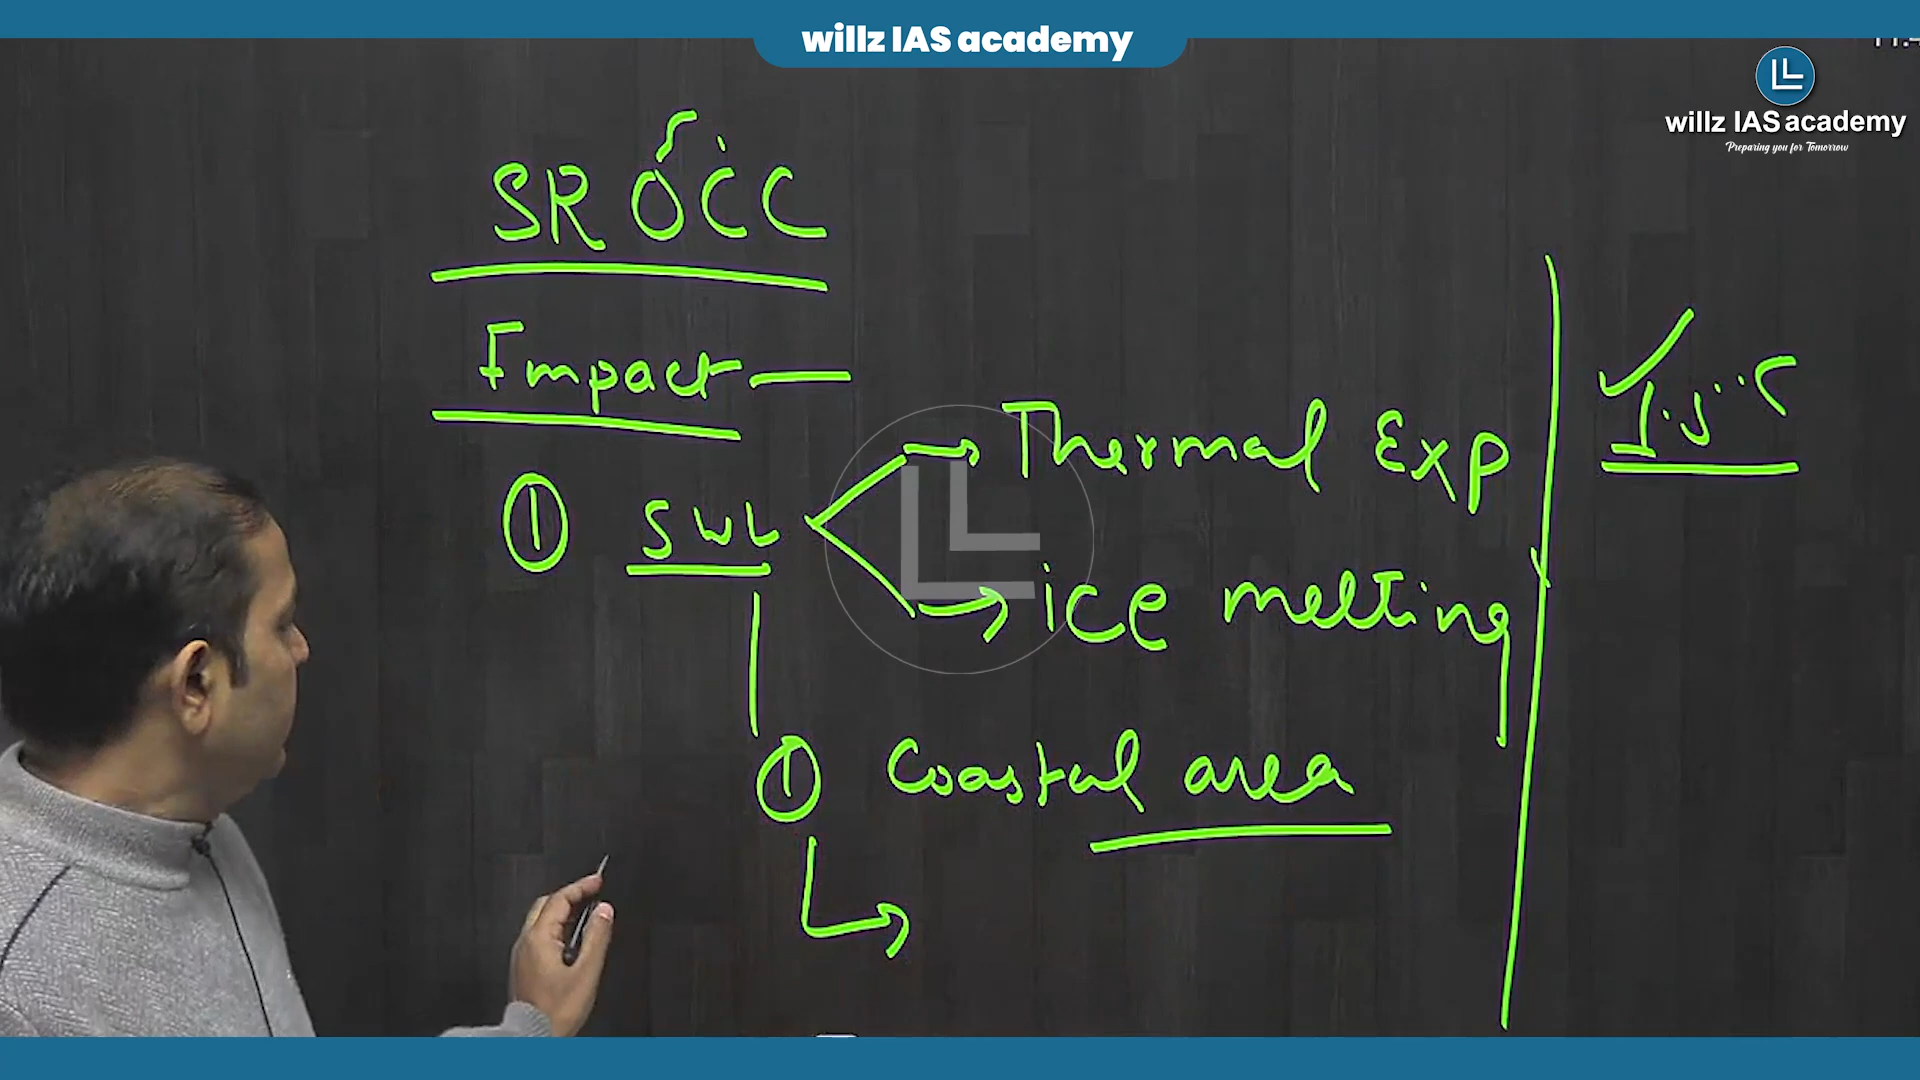 willz IAS academy
willz IAS academy
Preparing you for Tomorrow
SROCC
Impact —
① SWL → Thermal Exp
→ ice melting
① Coastal area